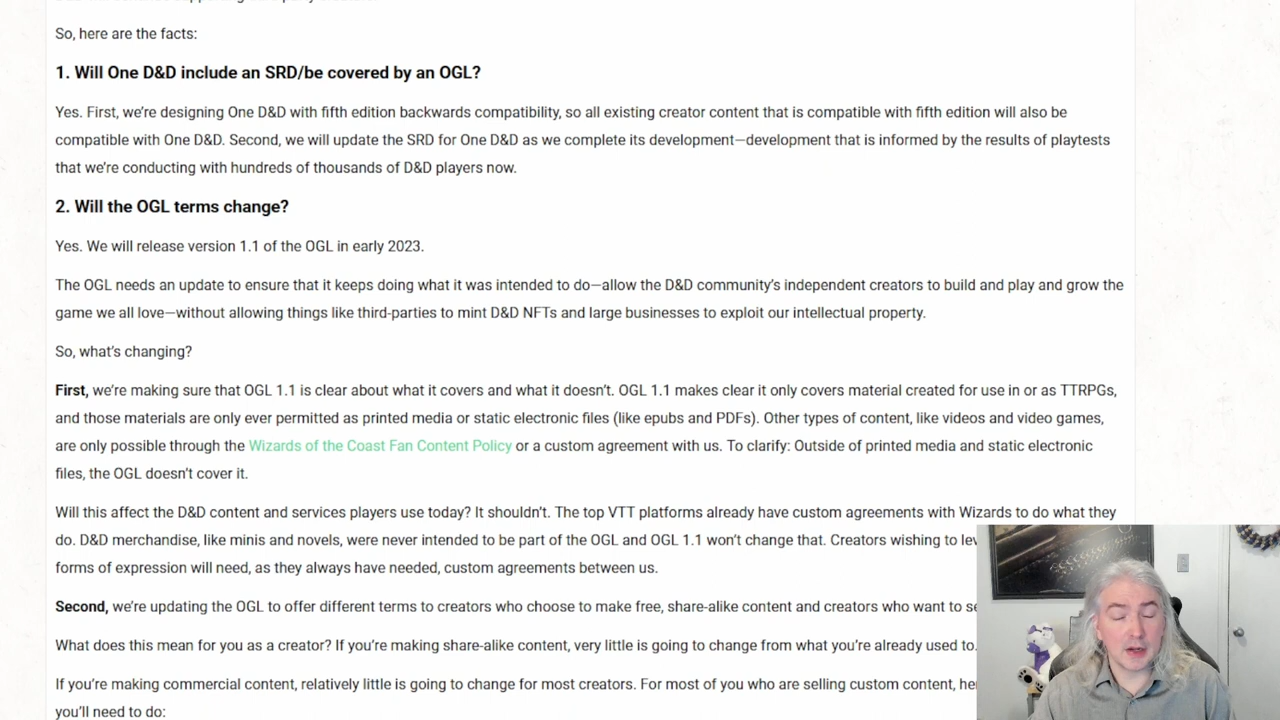 So, here are the facts:
1. Will One D&D include an SRD/be covered by an OGL?
Yes. First, we're designing One D&D with fifth edition backwards compatibility, so all existing creator content that is compatible with fifth edition will also be
compatible with One D&D. Second, we will update the SRD for One D&D as we complete its development—development that is informed by the results of playtests
that we're conducting with hundreds of thousands of D&D players now.
2. Will the OGL terms change?
Yes. We will release version 1.1 of the OGL in early 2023.
The OGL needs an update to ensure that it keeps doing what it was intended to do—allow the D&D community's independent creators to build and play and grow the
game we all love—without allowing things like third-parties to mint D&D NFTs and large businesses to exploit our intellectual property.
So, what's changing?
First, we're making sure that OGL 1.1 is clear about what it covers and what it doesn't. OGL 1.1 makes clear it only covers material created for use in or as TTRPGs,
and those materials are only ever permitted as printed media or static electronic files (like epubs and PDFs). Other types of content, like videos and video games,
are only possible through the Wizards of the Coast Fan Content Policy or a custom agreement with us. To clarify: Outside of printed media and static electronic
files, the OGL doesn't cover it.
Will this affect the D&D content and services players use today? It shouldn't. The top VTT platforms already have custom agreements with Wizards to do what they
do. D&D merchandise, like minis and novels, were never intended to be part of the OGL and OGL 1.1 won't change that. Creators wishing to
forms of expression will need, as they always have needed, custom agreements between us.
Second, we're updating the OGL to offer different terms to creators who choose to make free, share-alike content and creators who want to
What does this mean for you as a creator? If you're making share-alike content, very little is going to change from what you're already used to.
If you're making commercial content, relatively little is going to change for most creators. For most of you who are selling custom content,
you'll need to do: